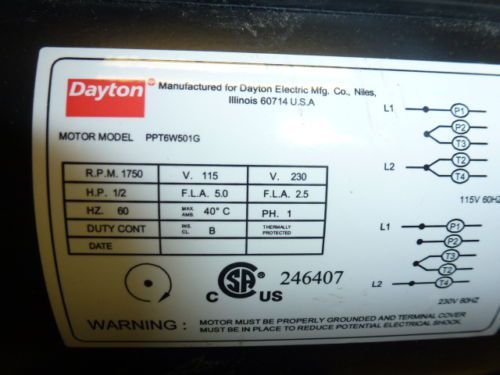 Dayton Manufactured for Dayton Electric Mfg. Co., Niles,
Illinois 60714 U.S.A
MOTOR MODEL PPT6W501G
R.P.M. 1750 V. 115 V. 230
H.P. 1/2 F.L.A. 5.0 F.L.A. 2.5
HZ. 60 MAX. AMB. 40° C PH. 1
DUTY CONT INS. CL. B THERMALLY PROTECTED
DATE
L1 P1
P2
T3
L2 T2
T4
115V 60HZ
L1 P1
P2
T3
T2
L2 T4
230V 60HZ
C SA US 246407
WARNING : MOTOR MUST BE PROPERLY GROUNDED AND TERMINAL COVER
MUST BE IN PLACE TO REDUCE POTENTIAL ELECTRICAL SHOCK.